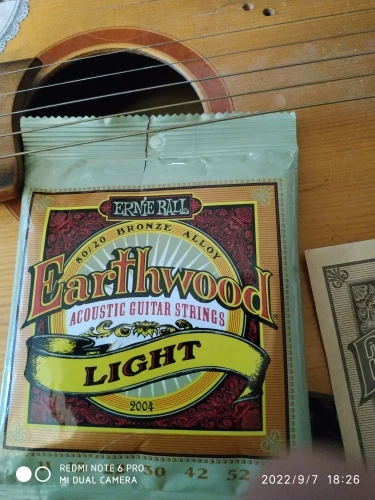 ERNIE BALL
80/20 BRONZE ALLOY
Earthwood
ACOUSTIC GUITAR STRINGS
LIGHT
2004
30 42 52
REDMI NOTE 6 PRO
MI DUAL CAMERA
2022/9/7 18:26